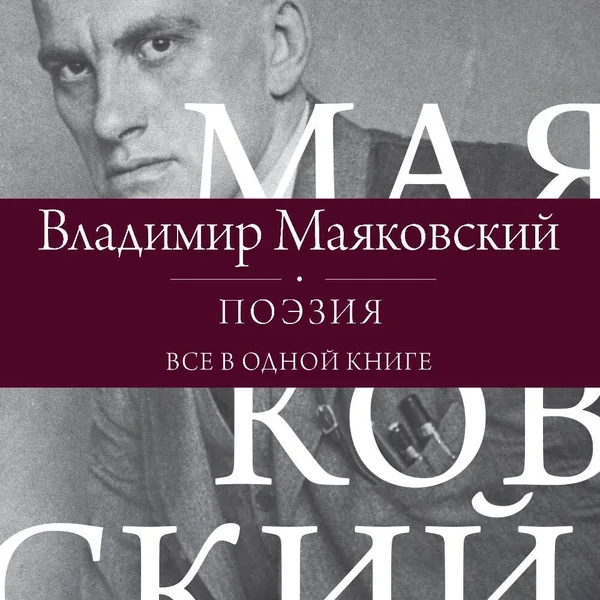 МАЯ
Владимир Маяковский
ПОЭЗИЯ
ВСЕ В ОДНОЙ КНИГЕ
КОВ
СКИЙ